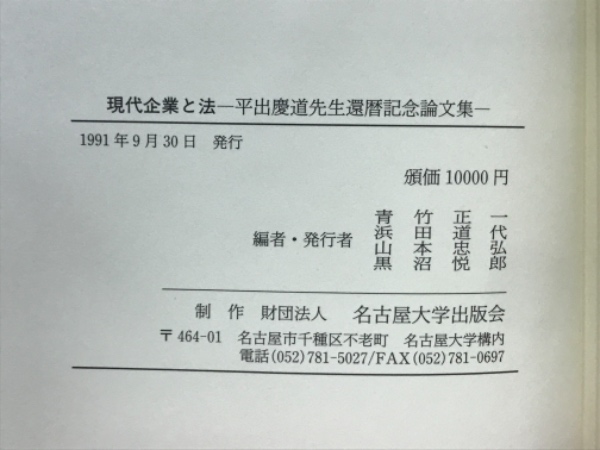 現代企業と法―平出慶道先生還暦記念論文集―
1991年9月30日 発行
頒価10000円
編者・発行者
青竹正一
浜田道代
山本忠弘
黒沼悦郎
制作 財団法人 名古屋大学出版会
〒464-01 名古屋市千種区不老町 名古屋大学構内
電話(052)781-5027/FAX(052)781-0697